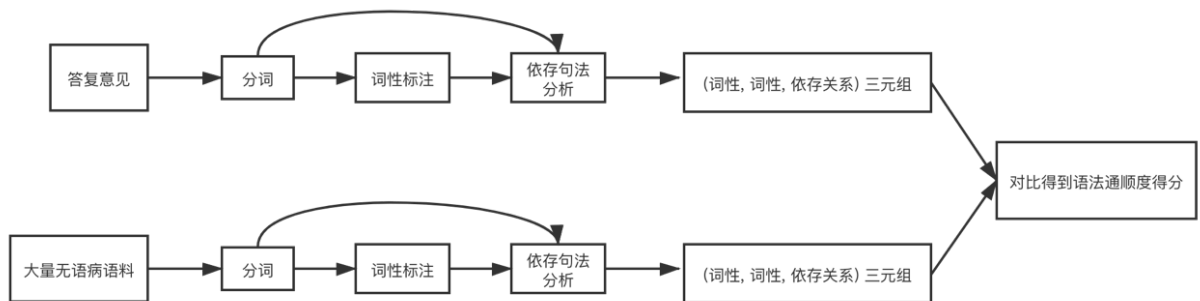 答复意见
分词
词性标注
依存句法
分析
(词性, 词性, 依存关系) 三元组
对比得到语法通顺度得分
大量无语病语料
分词
词性标注
依存句法
分析
(词性, 词性, 依存关系) 三元组